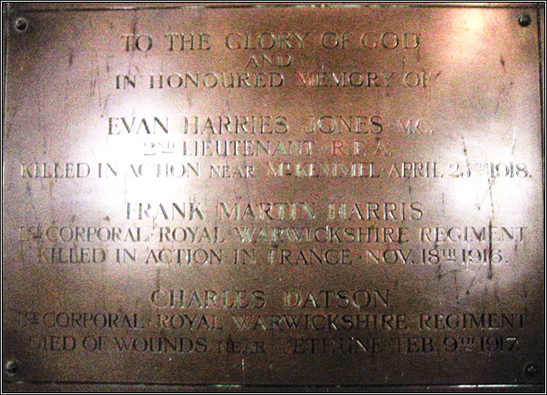 TO THE GLORY OF GOD
AND
IN HONOURED MEMORY OF
EVAN HARRIES JONES · M.C.
2ND LIEUTENANT · R.F.A.
KILLED IN ACTION NEAR MT KEMMEL · APRIL 25TH 1918.
FRANK MARTIN HARRIS
CORPORAL · ROYAL WARWICKSHIRE REGIMENT
KILLED IN ACTION IN FRANCE · NOV. 18TH 1916.
CHARLES DATSON
CORPORAL · ROYAL WARWICKSHIRE REGIMENT
DIED OF WOUNDS NEAR BETHUNE FEB. 9TH 1917